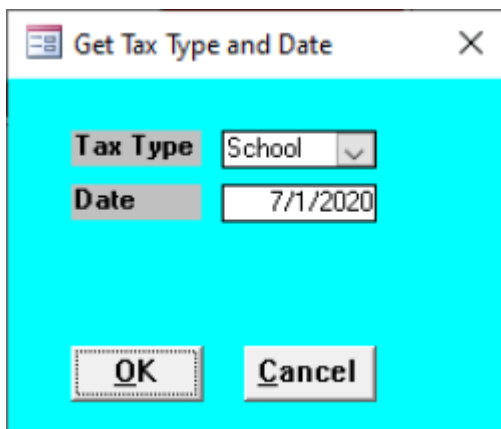 Get Tax Type and Date
Tax Type School
Date 7/1/2020
OK Cancel